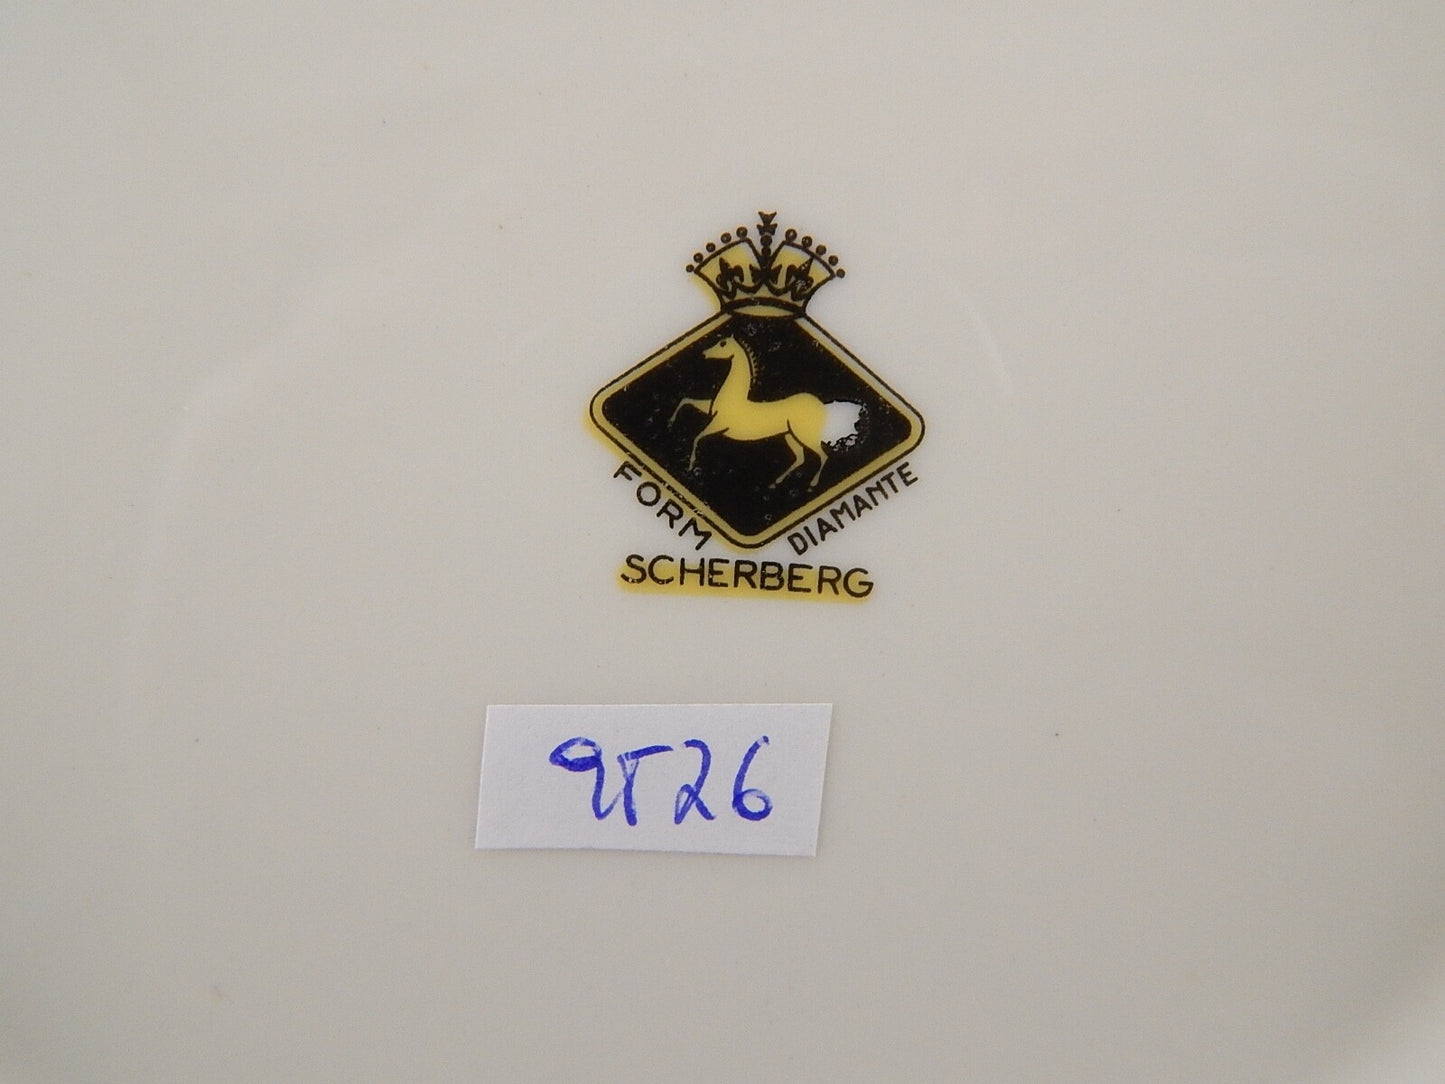 FORM DIAMANTE
SCHERBERG
9T26